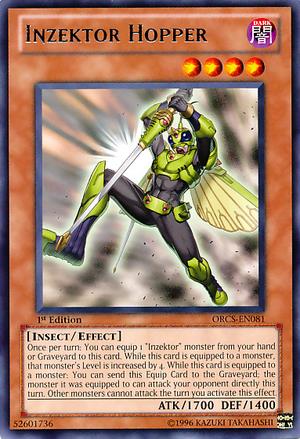 INZEKTOR HOPPER
DARK
闇
1st Edition
ORCS-EN081
[INSECT/EFFECT]
Once per turn: You can equip 1 "Inzektor" monster from your hand
or Graveyard to this card. While this card is equipped to a monster,
that monster's Level is increased by 4. While this card is equipped to
a monster: You can send this Equip Card to the Graveyard; the
monster it was equipped to can attack your opponent directly this
turn. Other monsters cannot attack the turn you activate this effect.
ATK/1700 DEF/1400
52601736
©1996 KAZUKI TAKAHASHI